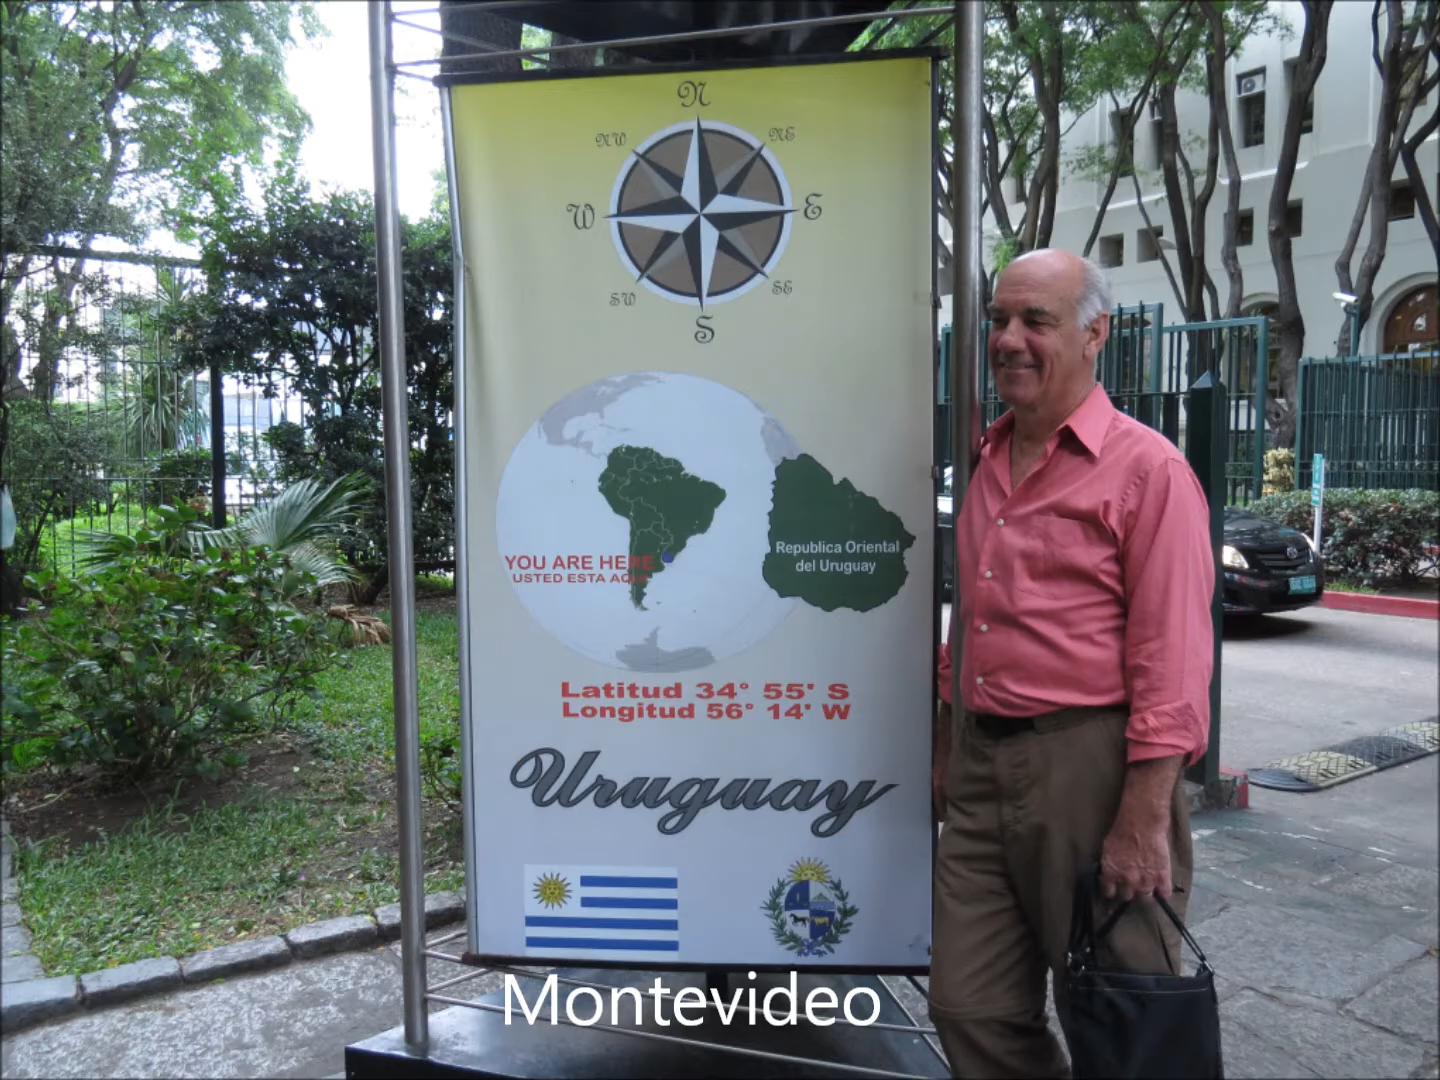 N
NW
NE
W
E
SW
SE
S
YOU ARE HERE
USTED ESTA AQUI
Republica Oriental
del Uruguay
Latitud 34° 55' S
Longitud 56° 14' W
Uruguay
Montevideo